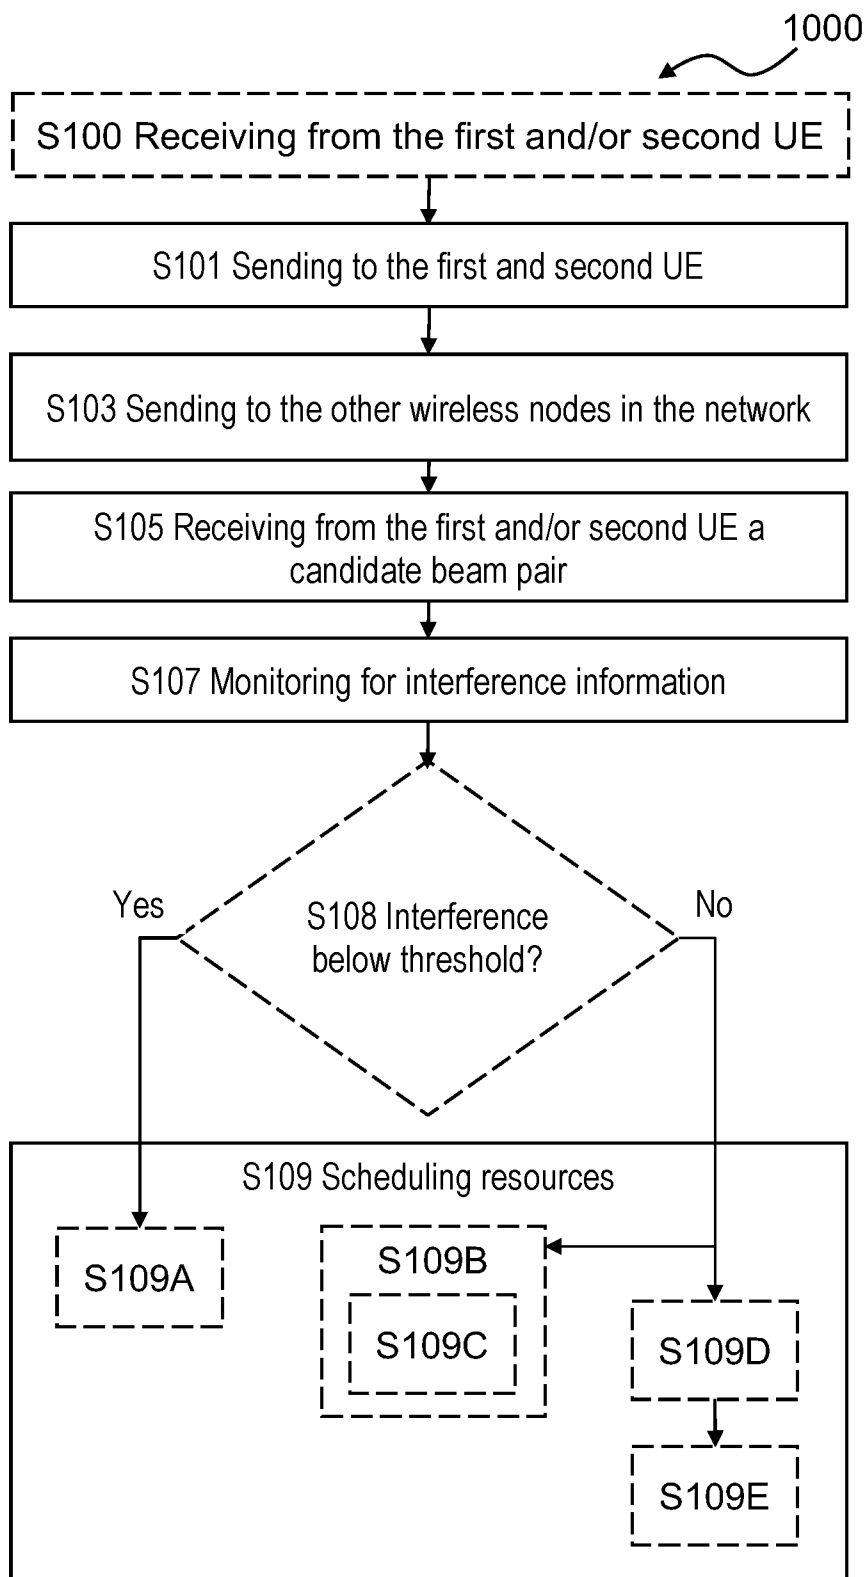 1000
S100 Receiving from the first and/or second UE
S101 Sending to the first and second UE
S103 Sending to the other wireless nodes in the network
S105 Receiving from the first and/or second UE a
candidate beam pair
S107 Monitoring for interference information
Yes
No
S108 Interference
below threshold?
S109 Scheduling resources
S109A
S109B
S109C
S109D
S109E